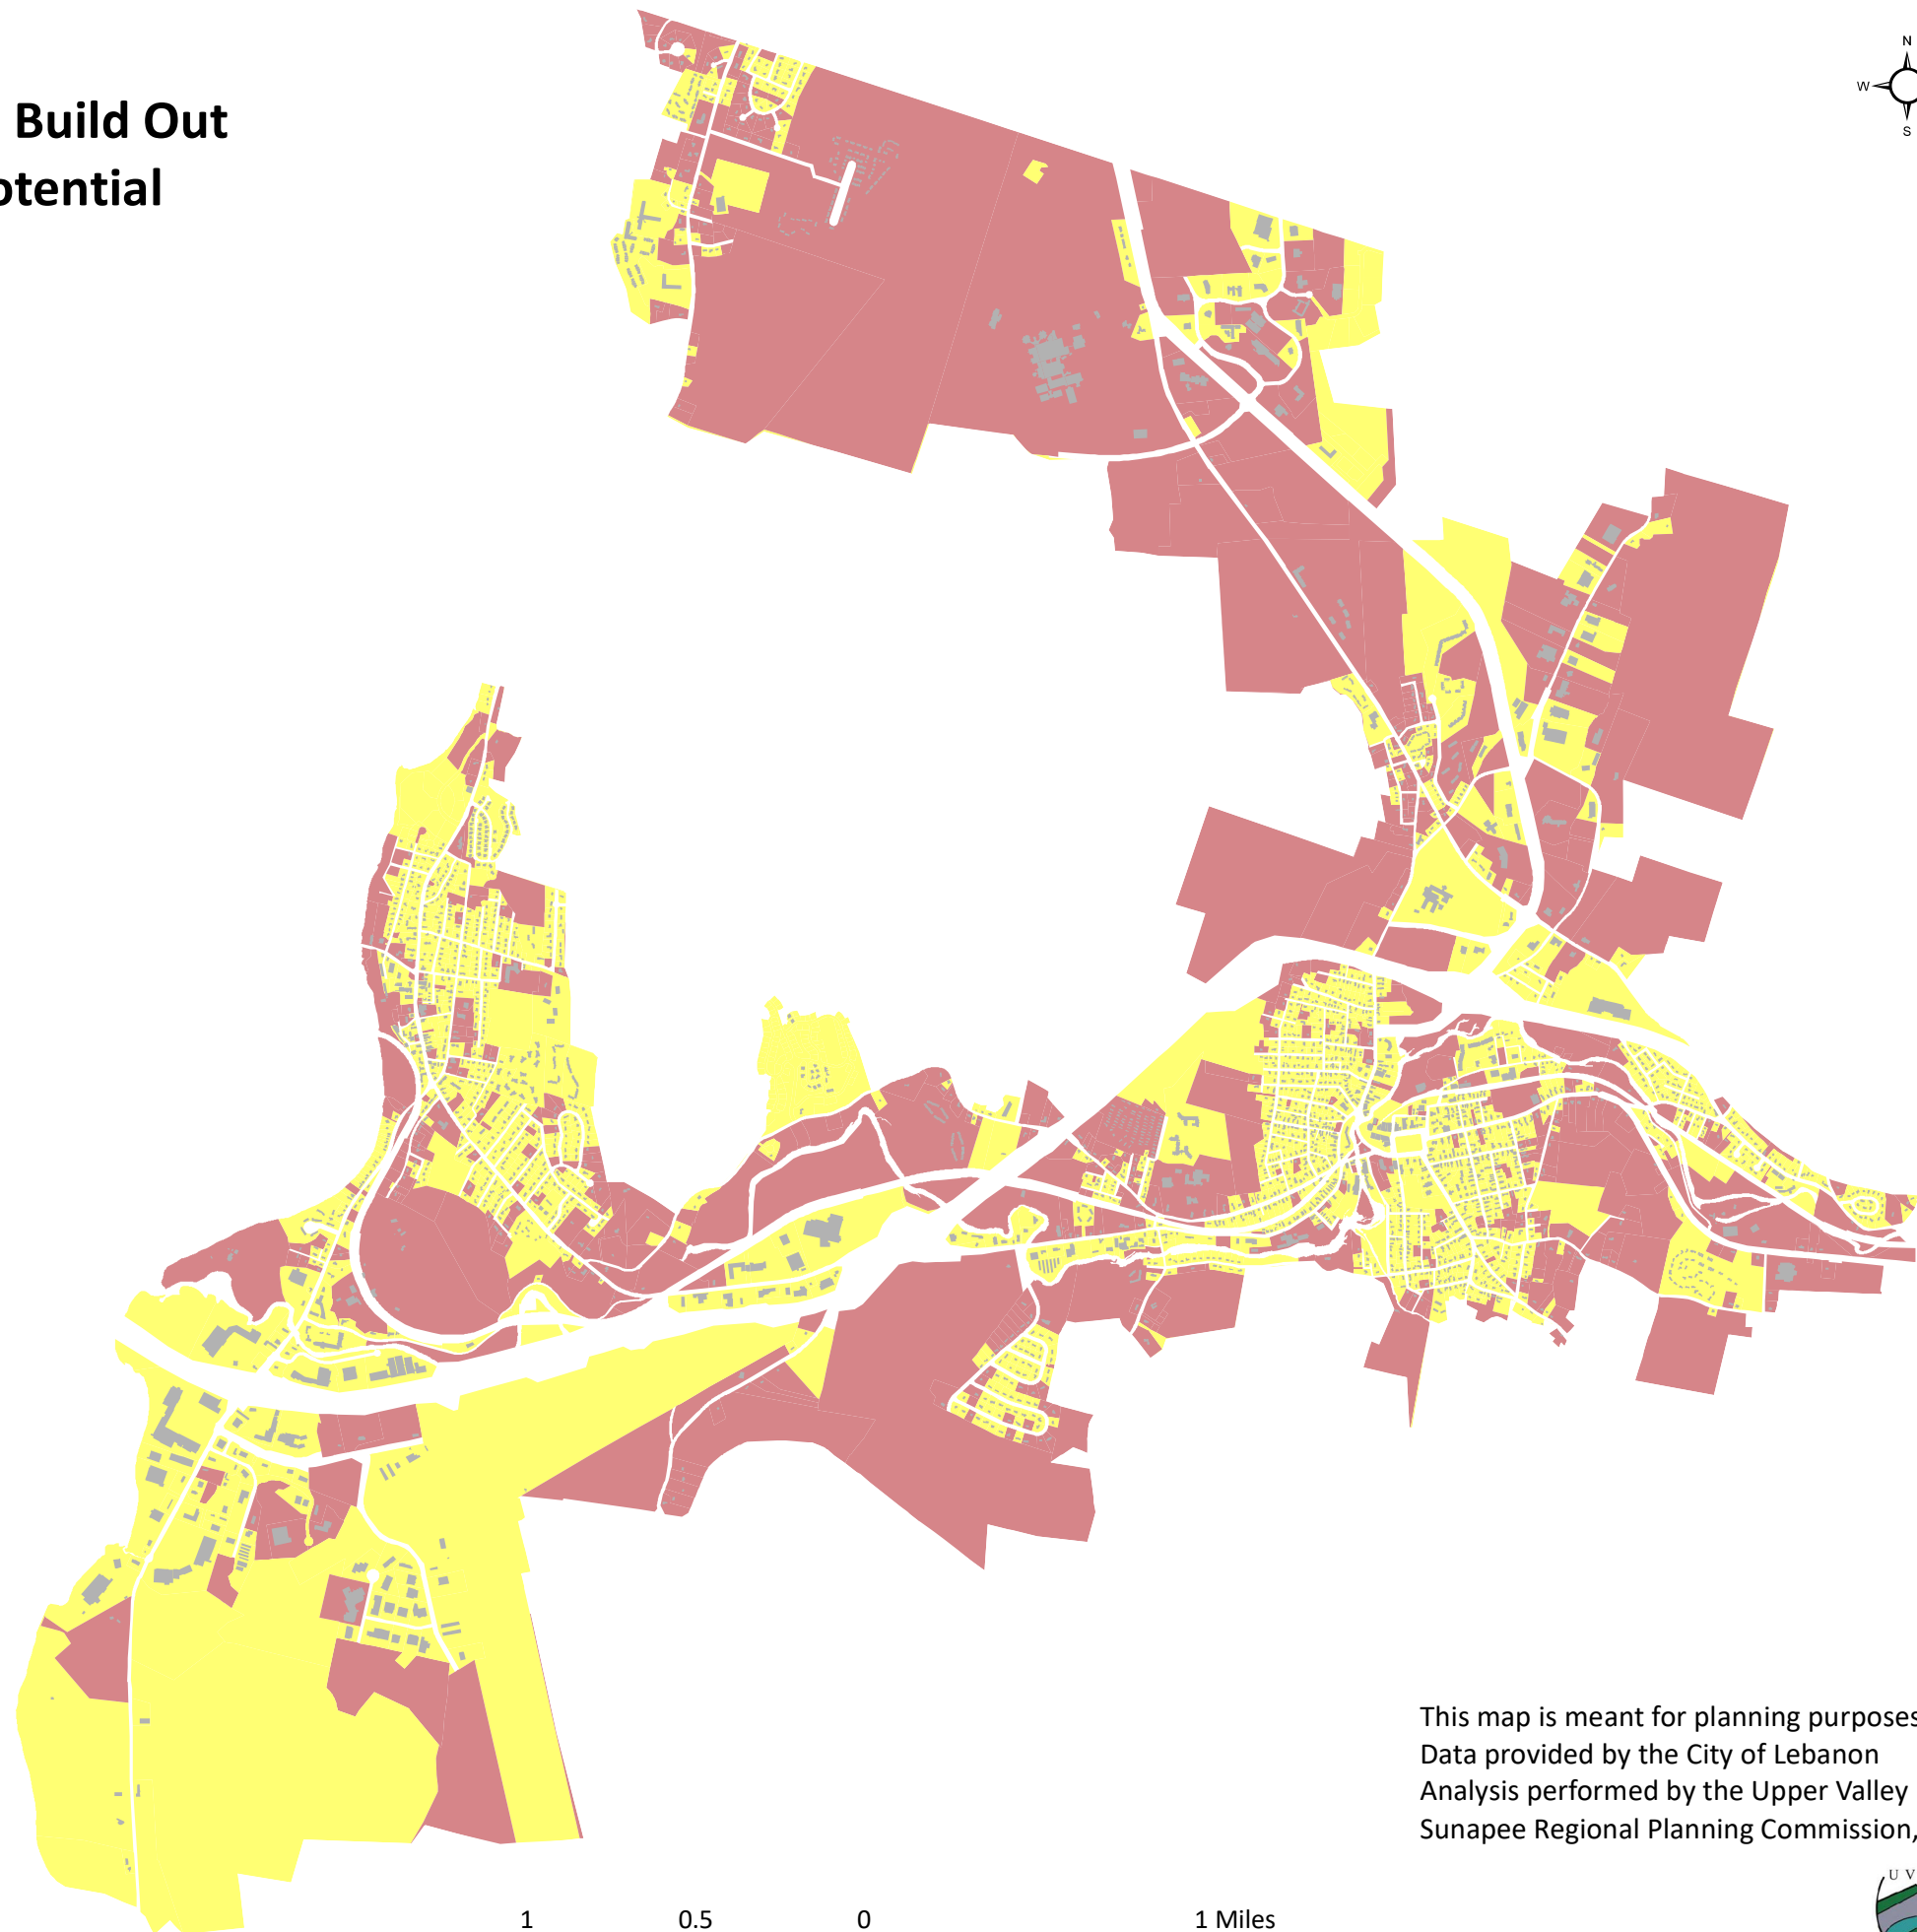 Build Out
otential
N
W
S
This map is meant for planning purposes
Data provided by the City of Lebanon
Analysis performed by the Upper Valley
Sunapee Regional Planning Commission,
U V
1 0.5 0 1 Miles